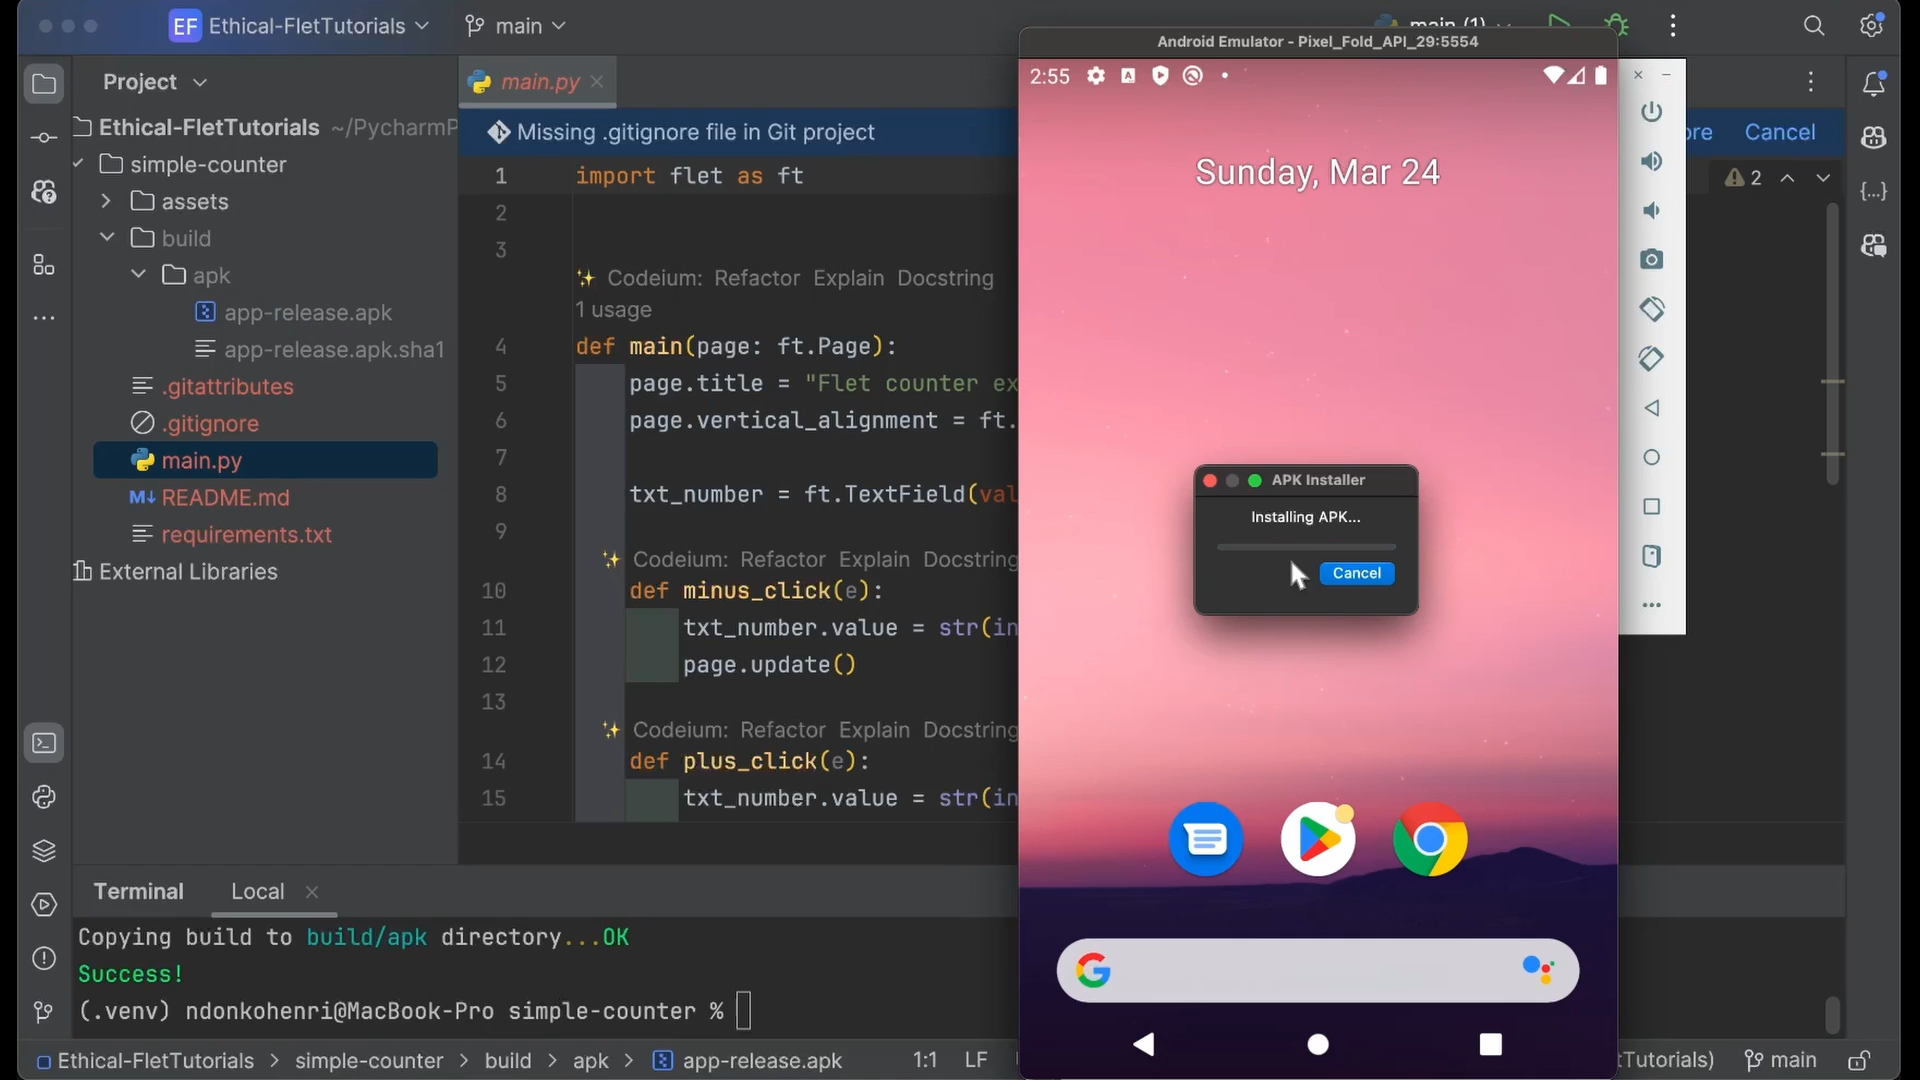 EF Ethical-FletTutorials
main
main (1)
Project
main.py
Missing .gitignore file in Git project
Cancel
Ethical-FletTutorials
simple-counter
assets
build
apk
app-release.apk
app-release.apk.sha1
.gitattributes
.gitignore
main.py
M↓ README.md
requirements.txt
External Libraries
2
1 import flet as ft
2
3
Codeium: Refactor Explain Docstring
1 usage
4 def main(page: ft.Page):
5 page.title = "Flet counter ex
6 page.vertical_alignment = ft.
7
8 txt_number = ft.TextField(val
9
Codeium: Refactor Explain Docstring
10 def minus_click(e):
11 txt_number.value = str(in
12 page.update()
13
Codeium: Refactor Explain Docstring
14 def plus_click(e):
15 txt_number.value = str(in
Android Emulator - Pixel_Fold_API_29:5554
2:55
Sunday, Mar 24
APK Installer
Installing APK...
Cancel
Terminal
Local
Copying build to build/apk directory...OK
Success!
(.venv) ndonkohenri@MacBook-Pro simple-counter %
Ethical-FletTutorials > simple-counter > build > apk > app-release.apk
1:1
LF
tTutorials)
main